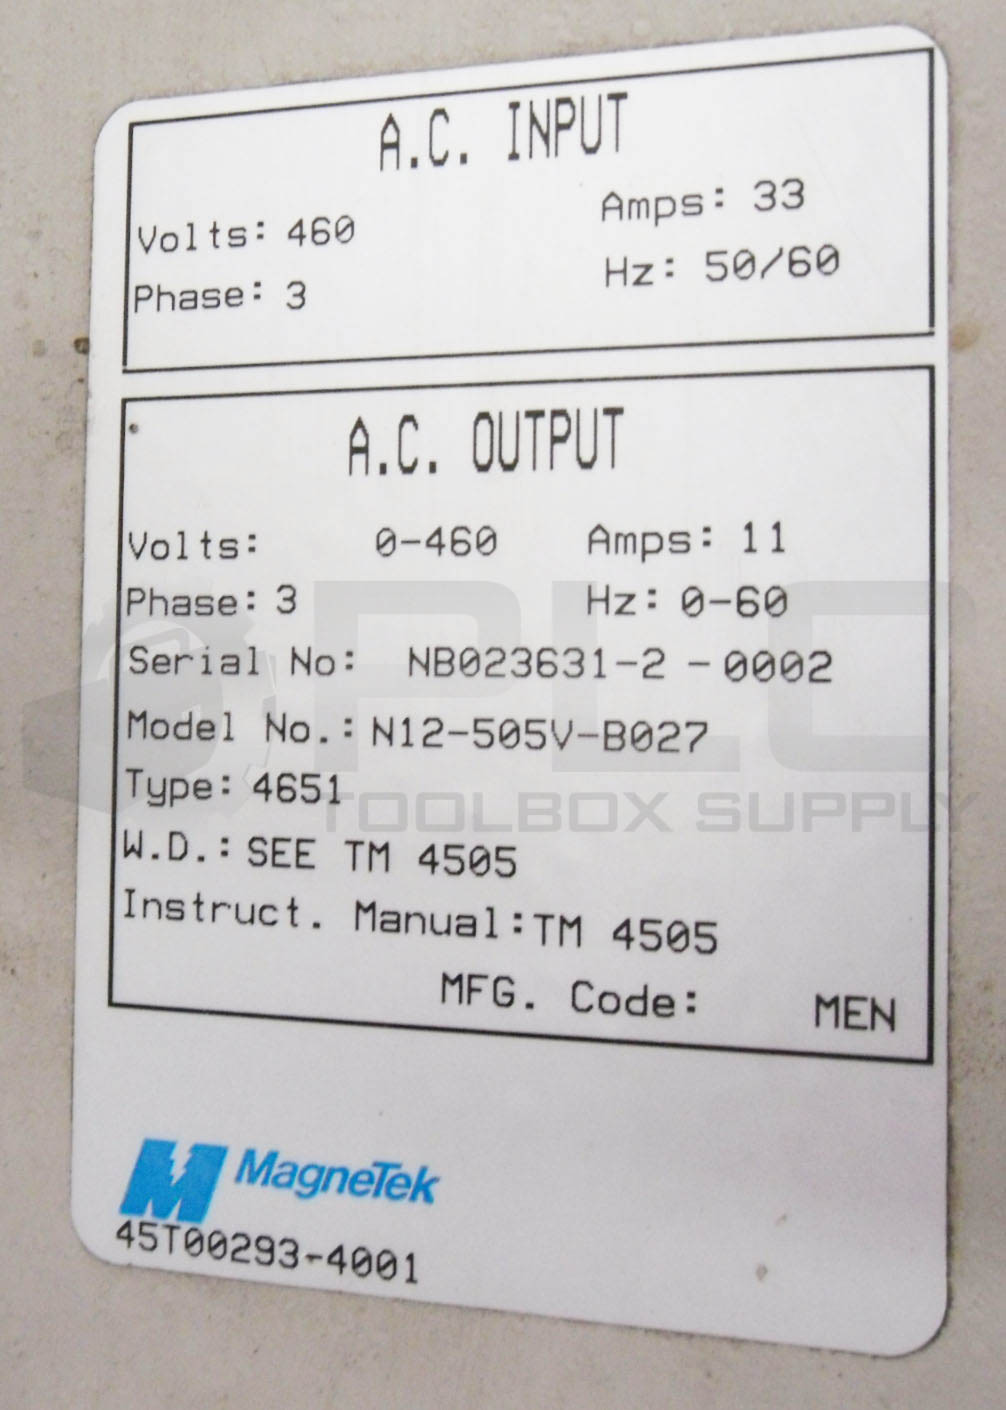 A.C. INPUT
Volts: 460 Amps: 33
Phase: 3 Hz: 50/60
A.C. OUTPUT
Volts: 0-460 Amps: 11
Phase: 3 Hz: 0-60
Serial No: NB023631-2 -0002
Model No.: N12-505V-B027
Type: 4651
W.D.: SEE TM 4505
Instruct. Manual: TM 4505
MFG. Code: MEN
MagneTek
45T00293-4001
PLC
TOOLBOX SUPPLY